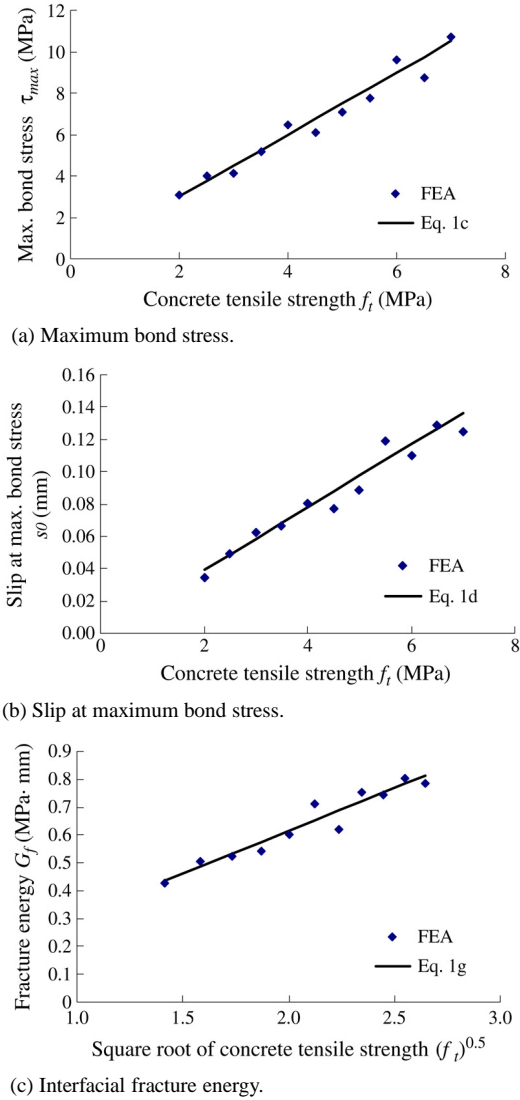 12
10
8
6
4
2
0
Max. bond stress τmax (MPa)
FEA
Eq. 1c
0 2 4 6 8
Concrete tensile strength ft (MPa)
(a) Maximum bond stress.
0.16
0.14
0.12
0.10
0.08
0.06
0.04
0.02
0.00
Slip at max. bond stress
s0 (mm)
FEA
Eq. 1d
0 2 4 6 8
Concrete tensile strength ft (MPa)
(b) Slip at maximum bond stress.
0.9
0.8
0.7
0.6
0.5
0.4
0.3
0.2
0.1
0
Fracture energy Gf (MPa· mm)
FEA
Eq. 1g
1.0 1.5 2.0 2.5 3.0
Square root of concrete tensile strength (f t)0.5
(c) Interfacial fracture energy.